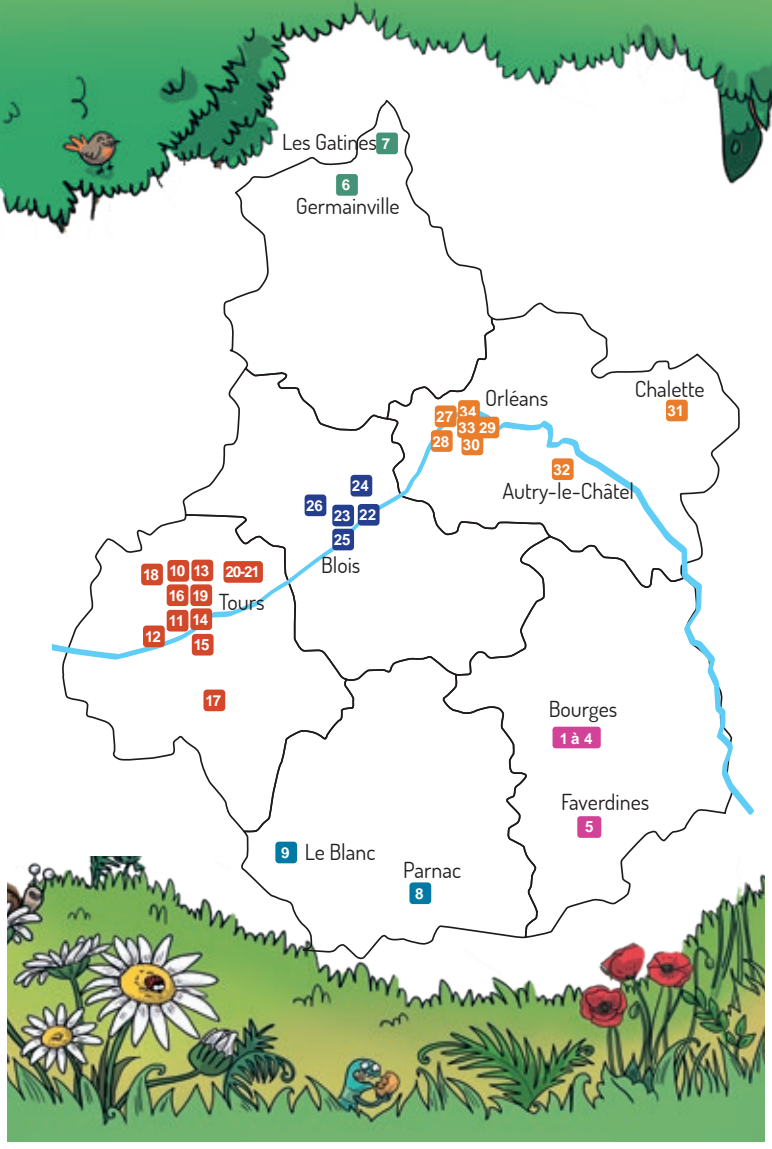 Les Gatines 7
6
Germainville
Orléans
27 34
33 29
28 30
Chalette
31
32
Autry-le-Châtel
24
26
23 22
25
Blois
18 10 13 20-21
16 19
Tours
11 14
12
15
17
Bourges
1 à 4
Faverdines
5
9 Le Blanc
Parnac
8